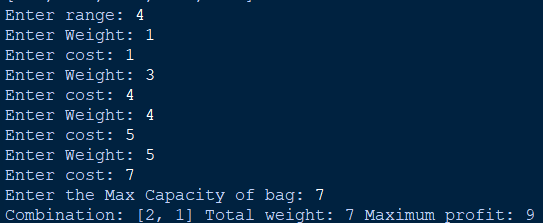 Enter range: 4
Enter Weight: 1
Enter cost: 1
Enter Weight: 3
Enter cost: 4
Enter Weight: 4
Enter cost: 5
Enter Weight: 5
Enter cost: 7
Enter the Max Capacity of bag: 7
Combination: [2, 1] Total weight: 7 Maximum profit: 9